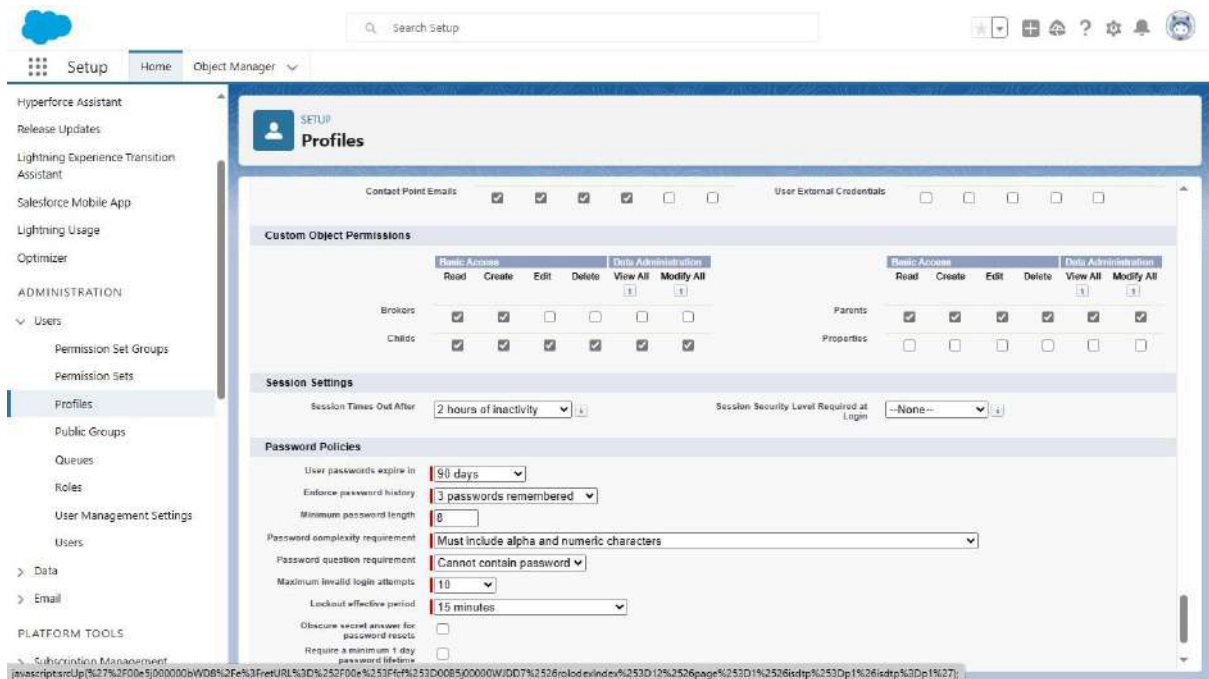 Search Setup
Setup
Home
Object Manager
Hyperforce Assistant
Release Updates
Lightning Experience Transition
Assistant
Salesforce Mobile App
Lightning Usage
Optimizer
ADMINISTRATION
Users
Permission Set Groups
Permission Sets
Profiles
Public Groups
Queues
Roles
User Management Settings
Users
Data
Email
PLATFORM TOOLS
Subscription Management
SETUP
Profiles
Contact Point Emails
User External Credentials
Custom Object Permissions
Basic Access Data Administration
Read Create Edit Delete View All Modify All
Brokers
Childs
Basic Access Data Administration
Read Create Edit Delete View All Modify All
Parents
Properties
Session Settings
Session Times Out After 2 hours of inactivity
Session Security Level Required at
Login
--None--
Password Policies
User passwords expire in 90 days
Enforce password history 3 passwords remembered
Minimum password length 8
Password complexity requirement Must include alpha and numeric characters
Password question requirement Cannot contain password
Maximum invalid login attempts 10
Lockout effective period 15 minutes
Obscure secret answer for
password resets
Require a minimum 1 day
password lifetime